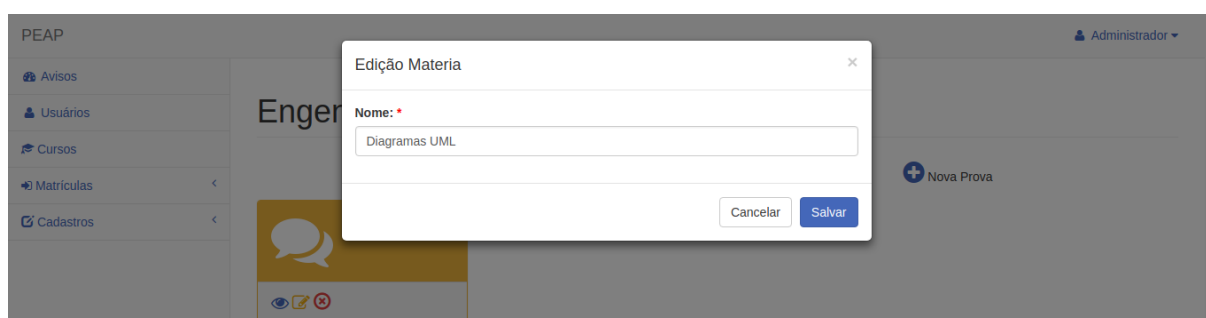 PEAP
Administrador
Avisos
Usuários
Cursos
Matrículas
Cadastros
Edição Materia ×
Nome: *
Diagramas UML
Cancelar Salvar
Enger
Nova Prova